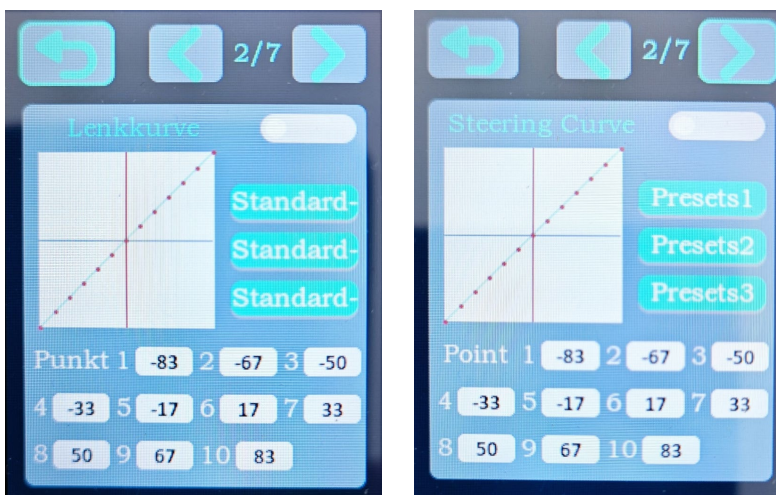 2/7
Lenkkurve
Standard-
Standard-
Standard-
Punkt 1 -83 2 -67 3 -50
4 -33 5 -17 6 17 7 33
8 50 9 67 10 83
2/7
Steering Curve
Presets1
Presets2
Presets3
Point 1 -83 2 -67 3 -50
4 -33 5 -17 6 17 7 33
8 50 9 67 10 83